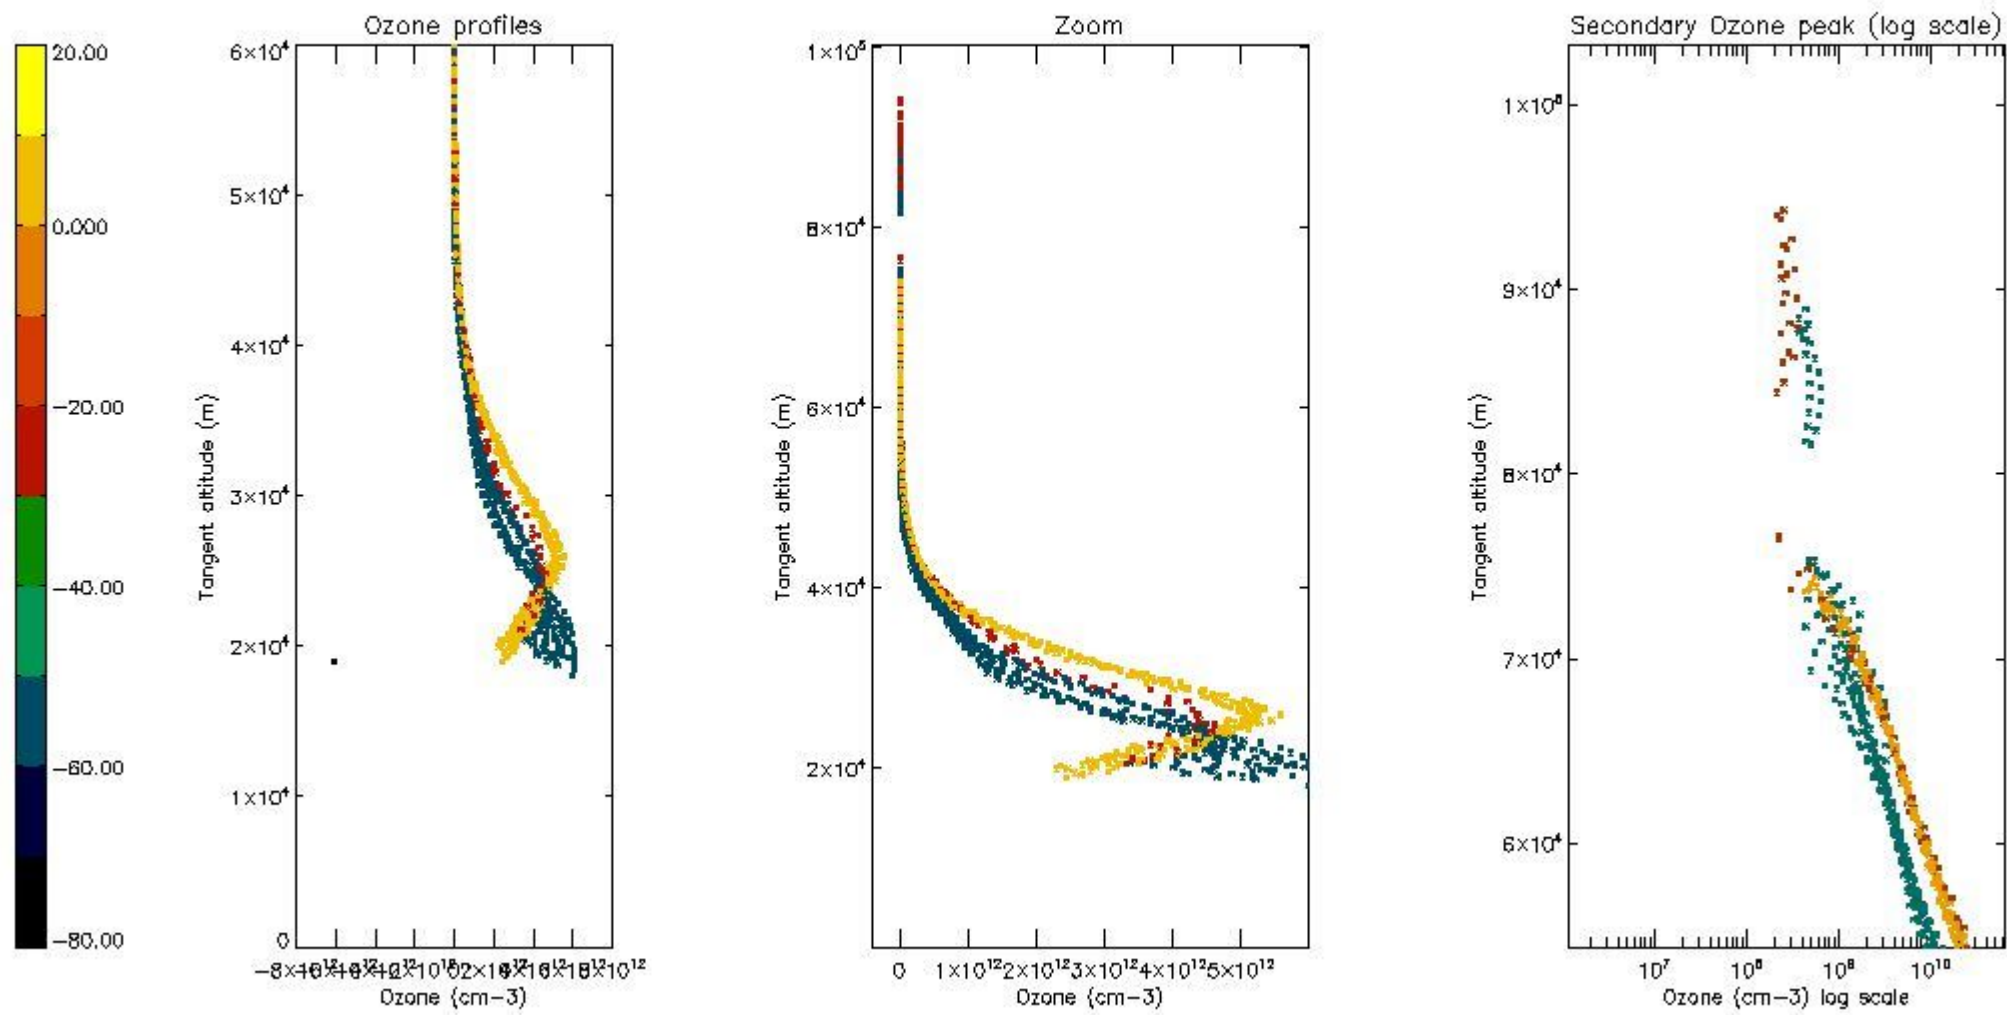 Ozone profiles
Zoom
Secondary Ozone peak (log scale)
20.00
0.000
−20.00
−40.00
−60.00
−80.00
6×10⁴
5×10⁴
4×10⁴
3×10⁴
2×10⁴
1×10⁴
0
Tangent altitude (m)
Ozone (cm−3)
1×10⁵
8×10⁴
6×10⁴
4×10⁴
2×10⁴
Tangent altitude (m)
0 1×10¹² 2×10¹² 3×10¹² 4×10¹² 5×10¹²
Ozone (cm−3)
9×10⁴
8×10⁴
7×10⁴
6×10⁴
Tangent altitude (m)
10⁷ 10⁸ 10⁹ 10¹⁰
Ozone (cm−3) log scale